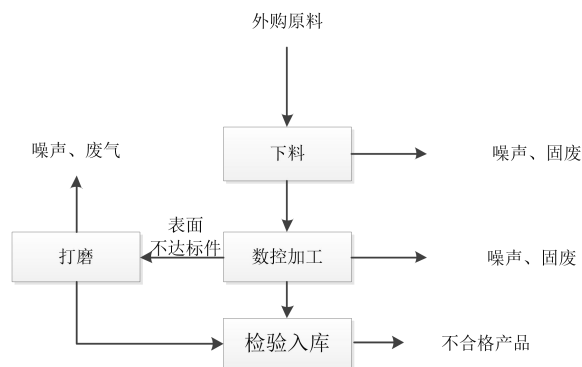 外购原料
下料
噪声、固废
噪声、废气
表面
不达标件
打磨
数控加工
噪声、固废
检验入库
不合格产品